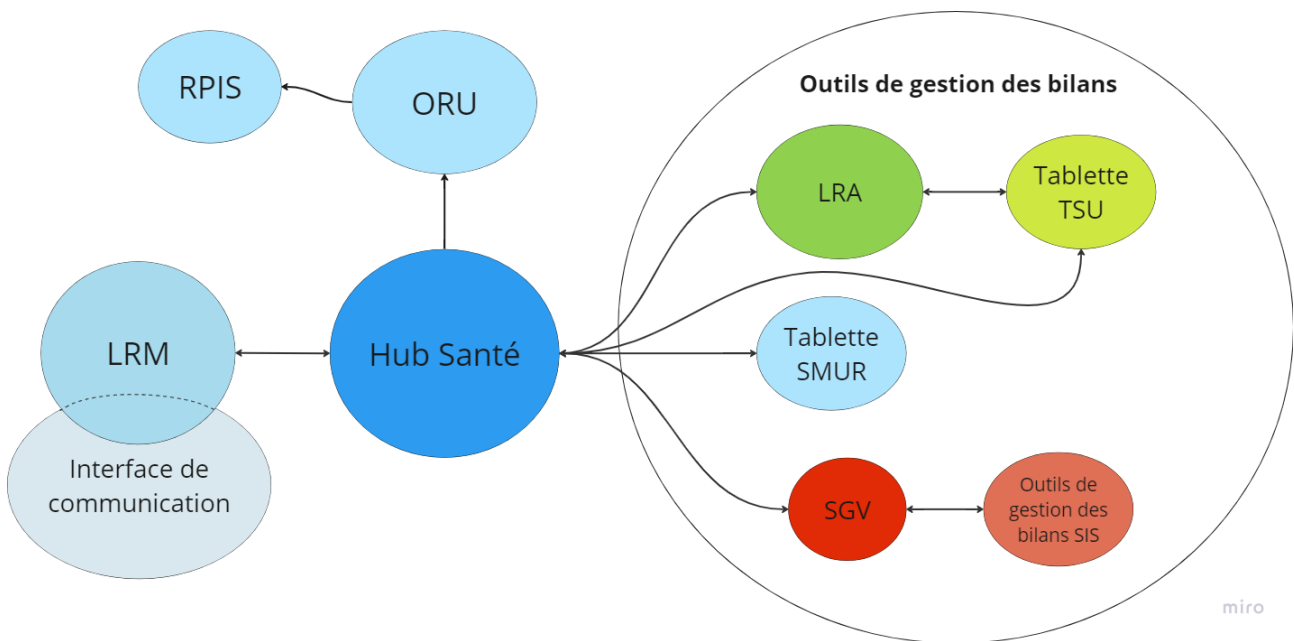 RPIS
ORU
Outils de gestion des bilans
LRA
Tablette
TSU
LRM
Hub Santé
Tablette
SMUR
Interface de
communication
SGV
Outils de
gestion des
bilans SIS
miro